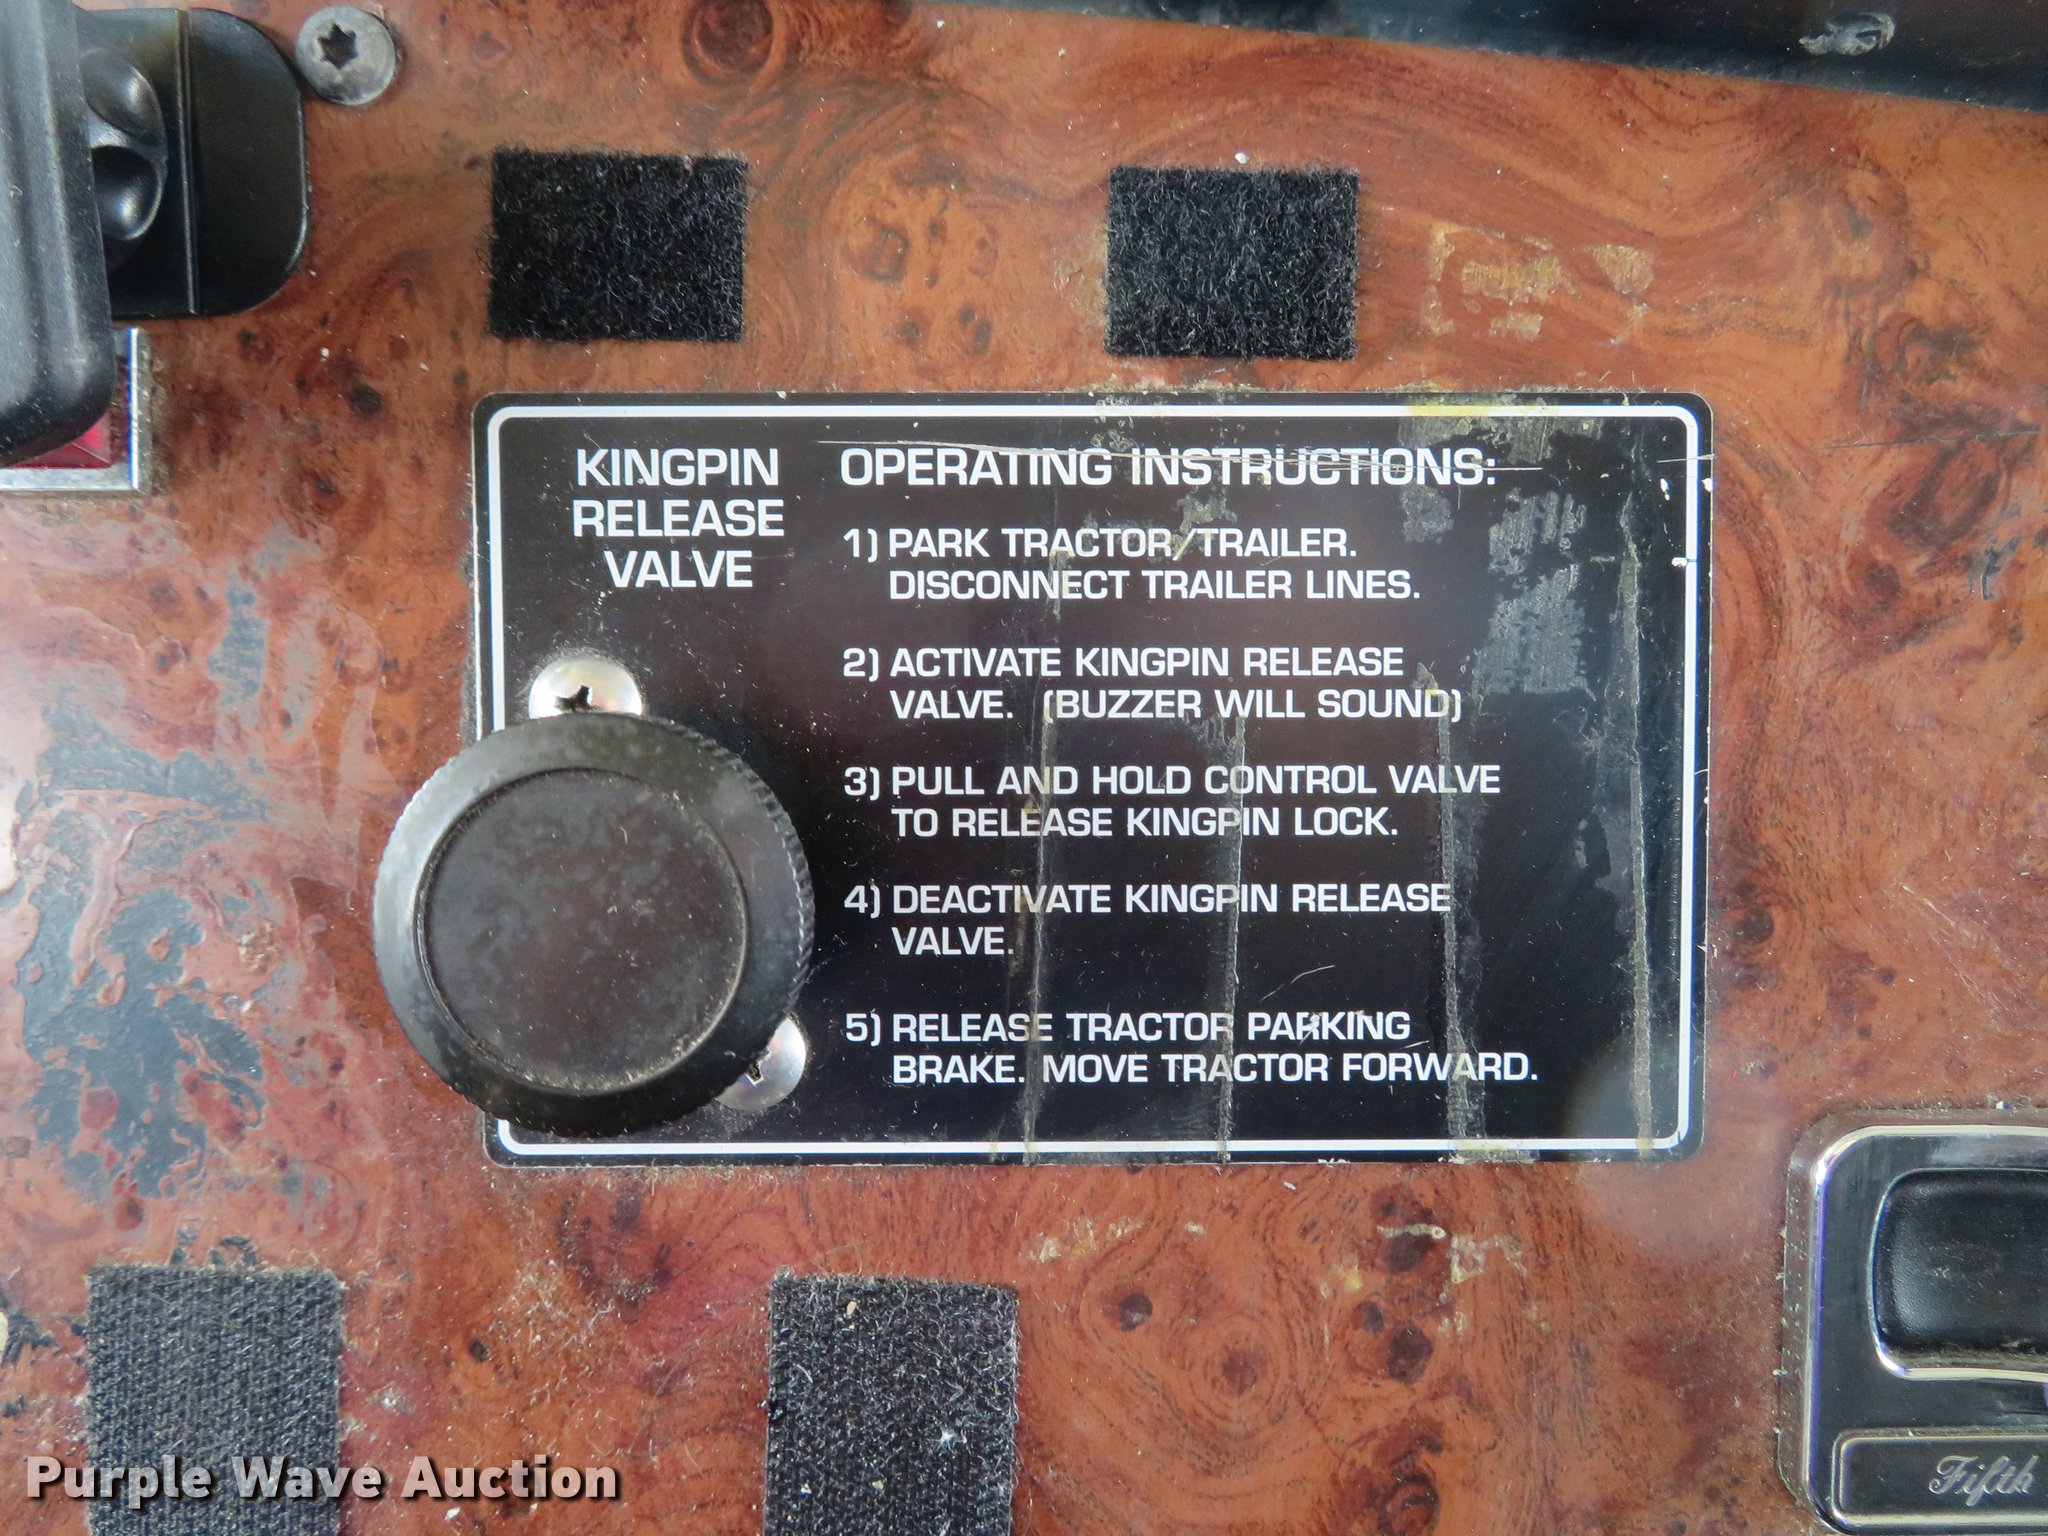 KINGPIN
RELEASE
VALVE
OPERATING INSTRUCTIONS:
1) PARK TRACTOR/TRAILER.
DISCONNECT TRAILER LINES.
2) ACTIVATE KINGPIN RELEASE
VALVE. (BUZZER WILL SOUND)
3) PULL AND HOLD CONTROL VALVE
TO RELEASE KINGPIN LOCK.
4) DEACTIVATE KINGPIN RELEASE
VALVE.
5) RELEASE TRACTOR PARKING
BRAKE. MOVE TRACTOR FORWARD.
Fifth
Purple Wave Auction